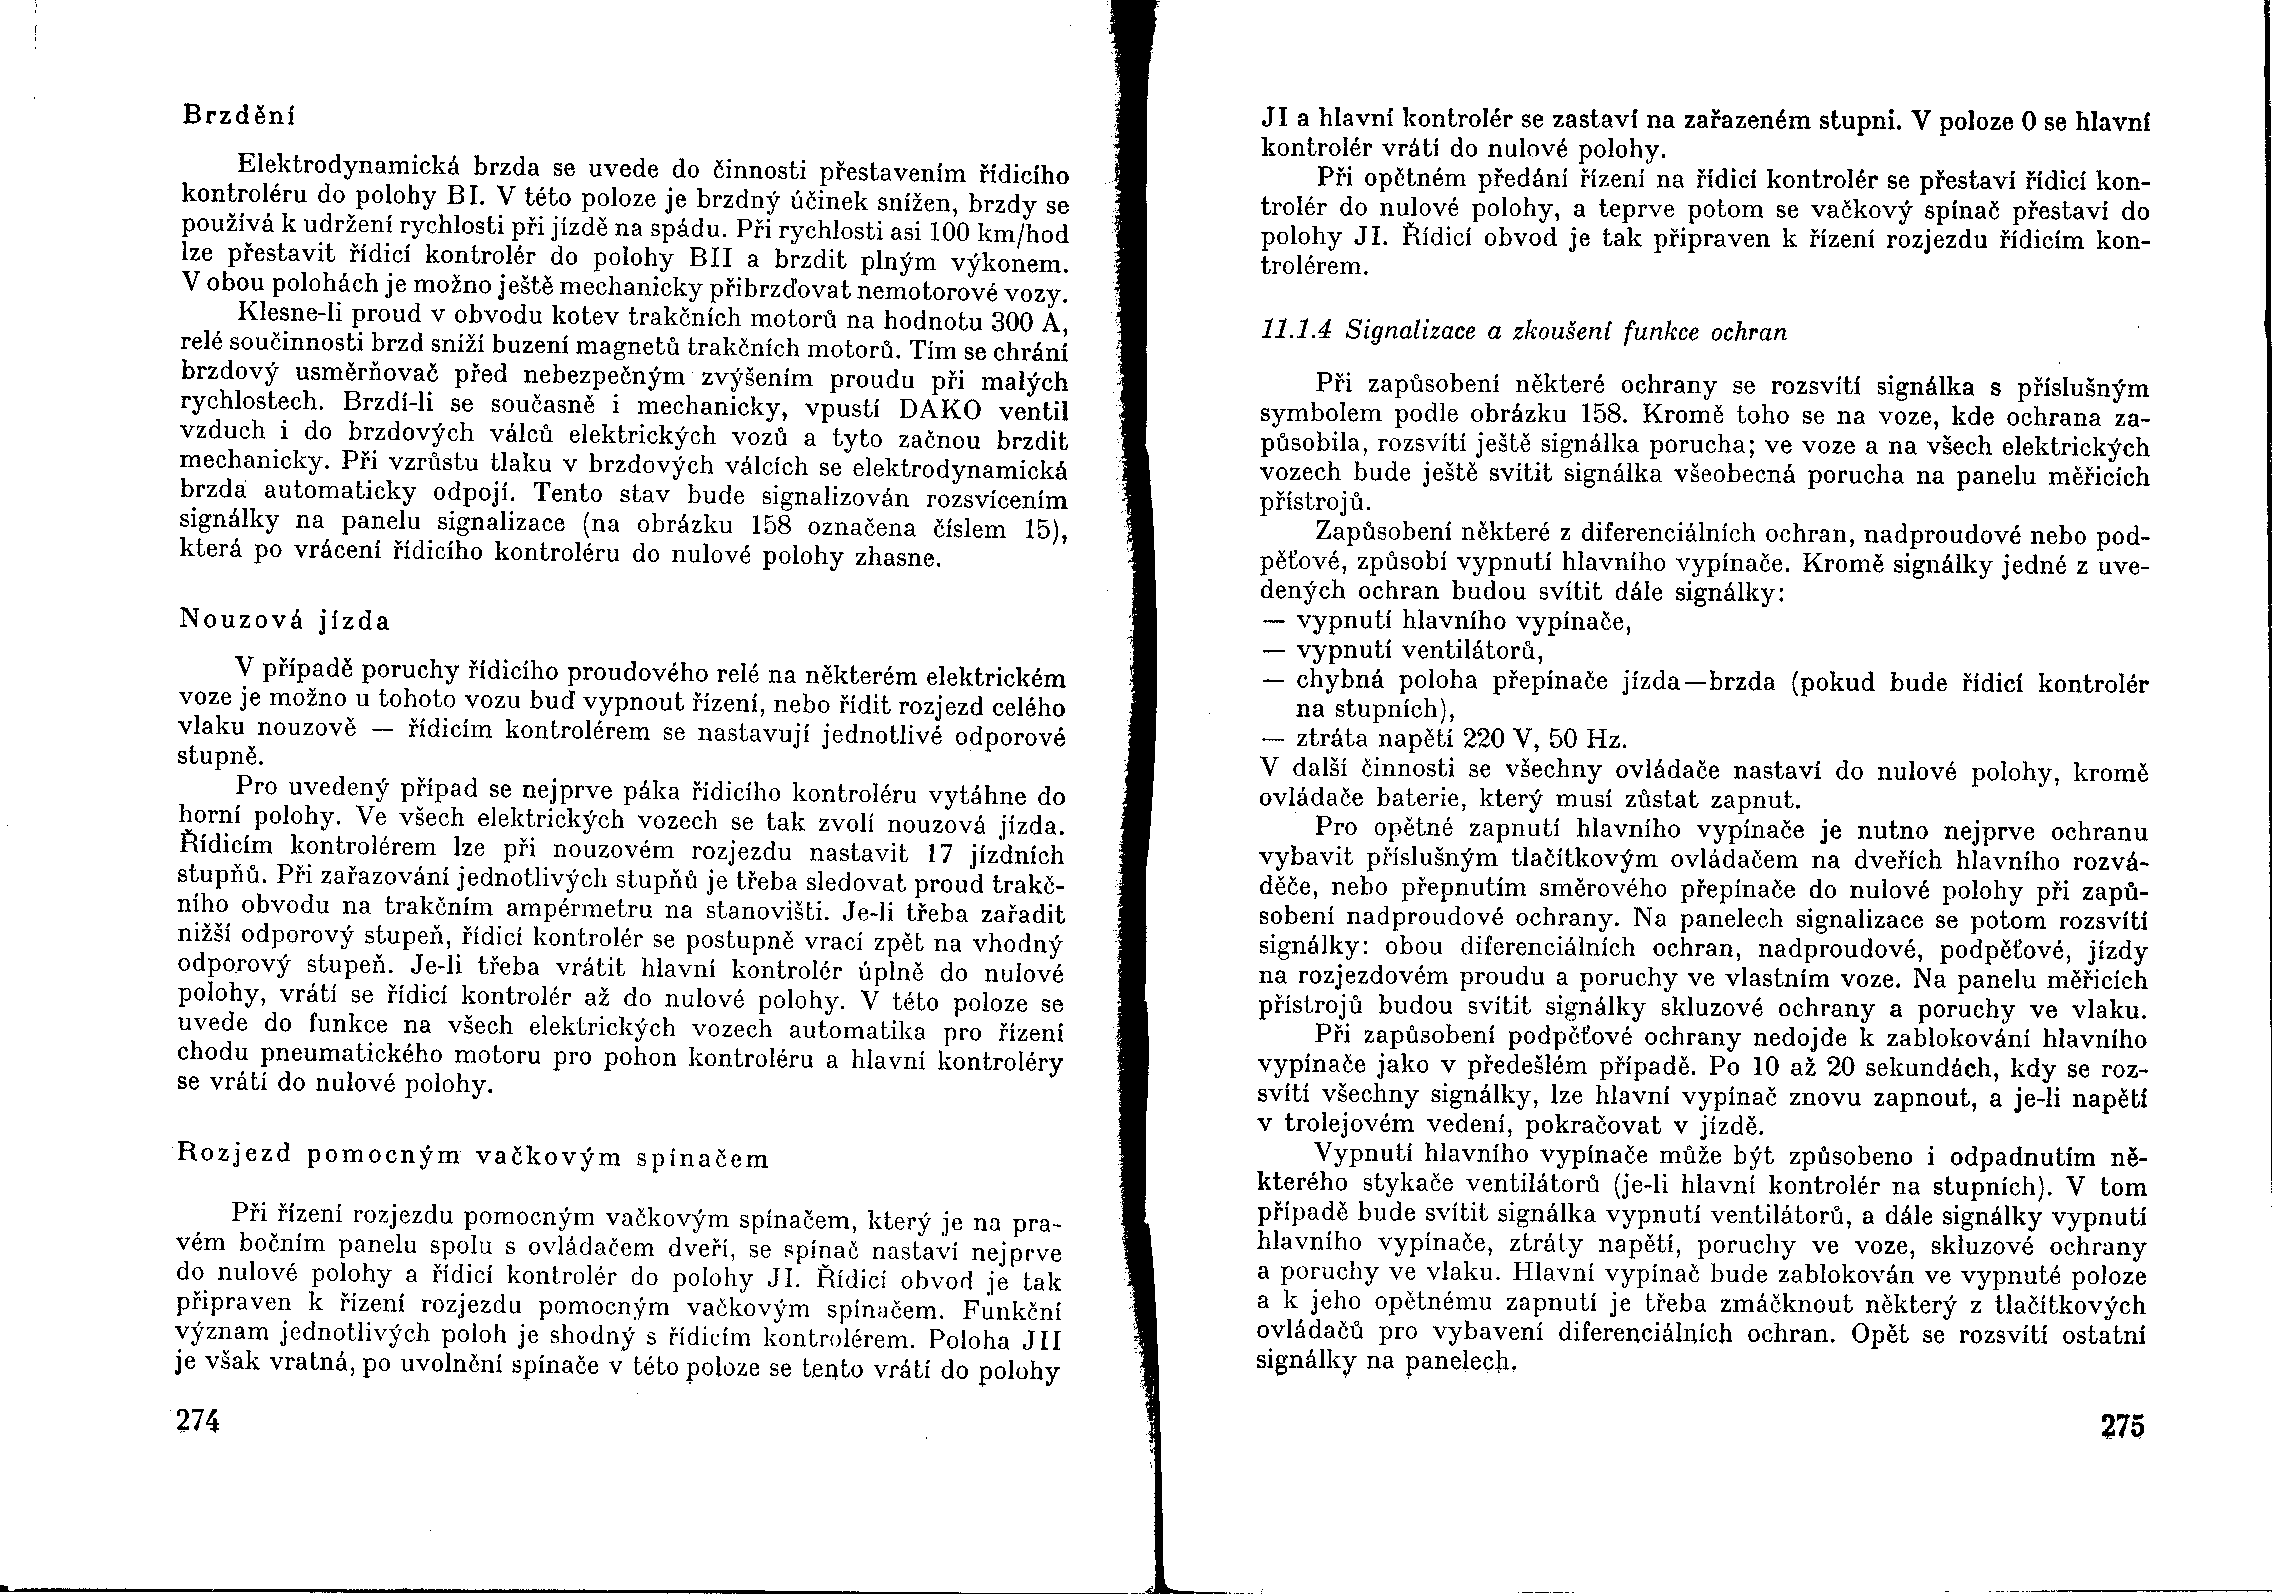 Brzdění
Elektrodynamická brzda se uvede do činnosti přestavením řídicího
kontroléru do polohy BI. V této poloze je brzdný účinek snížen, brzdy se
používá k udržení rychlosti při jízdě na spádu. Při rychlosti asi 100 km/hod
lze přestavit řídicí kontrolér do polohy BII a brzdit plným výkonem.
V obou polohách je možno ještě mechanicky přibrzďovat nemotorové vozy.
Klesne-li proud v obvodu kotev trakčních motorů na hodnotu 300 A,
relé součinnosti brzd sníží buzení magnetů trakčních motorů. Tím se chrání
brzdový usměrňovač před nebezpečným zvýšením proudu při malých
rychlostech. Brzdí-li se současně i mechanicky, vpustí DAKO ventil
vzduch i do brzdových válců elektrických vozů a tyto začnou brzdit
mechanicky. Při vzrůstu tlaku v brzdových válcích se elektrodynamická
brzda automaticky odpojí. Tento stav bude signalizován rozsvícením
signálky na panelu signalizace (na obrázku 158 označena číslem 15),
která po vrácení řídicího kontroléru do nulové polohy zhasne.
Nouzová jízda
V případě poruchy řídicího proudového relé na některém elektrickém
voze je možno u tohoto vozu buď vypnout řízení, nebo řídit rozjezd celého
vlaku nouzově — řídicím kontrolérem se nastavují jednotlivé odporové
stupně.
Pro uvedený případ se nejprve páka řídicího kontroléru vytáhne do
horní polohy. Ve všech elektrických vozech se tak zvolí nouzová jízda.
Řídicím kontrolérem lze při nouzovém rozjezdu nastavit 17 jízdních
stupňů. Při zařazování jednotlivých stupňů je třeba sledovat proud trakč-
ního obvodu na trakčním ampérmetru na stanovišti. Je-li třeba zařadit
nižší odporový stupeň, řídicí kontrolér se postupně vrací zpět na vhodný
odporový stupeň. Je-li třeba vrátit hlavní kontrolér úplně do nulové
polohy, vrátí se řídicí kontrolér až do nulové polohy. V této poloze se
uvede do funkce na všech elektrických vozech automatika pro řízení
chodu pneumatického motoru pro pohon kontroléru a hlavní kontroléry
se vrátí do nulové polohy.
Rozjezd pomocným vačkovým spínačem
Při řízení rozjezdu pomocným vačkovým spínačem, který je na pra-
vém bočním panelu spolu s ovládačem dveří, se spínač nastaví nejprve
do nulové polohy a řídicí kontrolér do polohy JI. Řídicí obvod je tak
připraven k řízení rozjezdu pomocným vačkovým spínačem. Funkční
význam jednotlivých poloh je shodný s řídicím kontrolérem. Poloha JII
je však vratná, po uvolnění spínače v této poloze se tento vrátí do polohy
274
JI a hlavní kontrolér se zastaví na zařazeném stupni. V poloze 0 se hlavní
kontrolér vrátí do nulové polohy.
Při opětném předání řízení na řídicí kontrolér se přestaví řídicí kon-
trolér do nulové polohy, a teprve potom se vačkový spínač přestaví do
polohy JI. Řídicí obvod je tak připraven k řízení rozjezdu řídicím kon-
trolérem.
11.1.4 Signalizace a zkoušení funkce ochran
Při zapůsobení některé ochrany se rozsvítí signálka s příslušným
symbolem podle obrázku 158. Kromě toho se na voze, kde ochrana za-
působila, rozsvítí ještě signálka porucha; ve voze a na všech elektrických
vozech bude ještě svítit signálka všeobecná porucha na panelu měřicích
přístrojů.
Zapůsobení některé z diferenciálních ochran, nadproudové nebo pod-
pěťové, způsobí vypnutí hlavního vypínače. Kromě signálky jedné z uve-
dených ochran budou svítit dále signálky:
— vypnutí hlavního vypínače,
— vypnutí ventilátorů,
— chybná poloha přepínače jízda—brzda (pokud bude řídicí kontrolér
na stupních),
— ztráta napětí 220 V, 50 Hz.
V další činnosti se všechny ovládače nastaví do nulové polohy, kromě
ovládače baterie, který musí zůstat zapnut.
Pro opětné zapnutí hlavního vypínače je nutno nejprve ochranu
vybavit příslušným tlačítkovým ovládačem na dveřích hlavního rozvá-
děče, nebo přepnutím směrového přepínače do nulové polohy při zapů-
sobení nadproudové ochrany. Na panelech signalizace se potom rozsvítí
signálky: obou diferenciálních ochran, nadproudové, podpěťové, jízdy
na rozjezdovém proudu a poruchy ve vlastním voze. Na panelu měřicích
přístrojů budou svítit signálky skluzové ochrany a poruchy ve vlaku.
Při zapůsobení podpěťové ochrany nedojde k zablokování hlavního
vypínače jako v předešlém případě. Po 10 až 20 sekundách, kdy se roz-
svítí všechny signálky, lze hlavní vypínač znovu zapnout, a je-li napětí
v trolejovém vedení, pokračovat v jízdě.
Vypnutí hlavního vypínače může být způsobeno i odpadnutím ně-
kterého stykače ventilátorů (je-li hlavní kontrolér na stupních). V tom
případě bude svítit signálka vypnutí ventilátorů, a dále signálky vypnutí
hlavního vypínače, ztráty napětí, poruchy ve voze, skluzové ochrany
a poruchy ve vlaku. Hlavní vypínač bude zablokován ve vypnuté poloze
a k jeho opětnému zapnutí je třeba zmáčknout některý z tlačítkových
ovládačů pro vybavení diferenciálních ochran. Opět se rozsvítí ostatní
signálky na panelech.
275